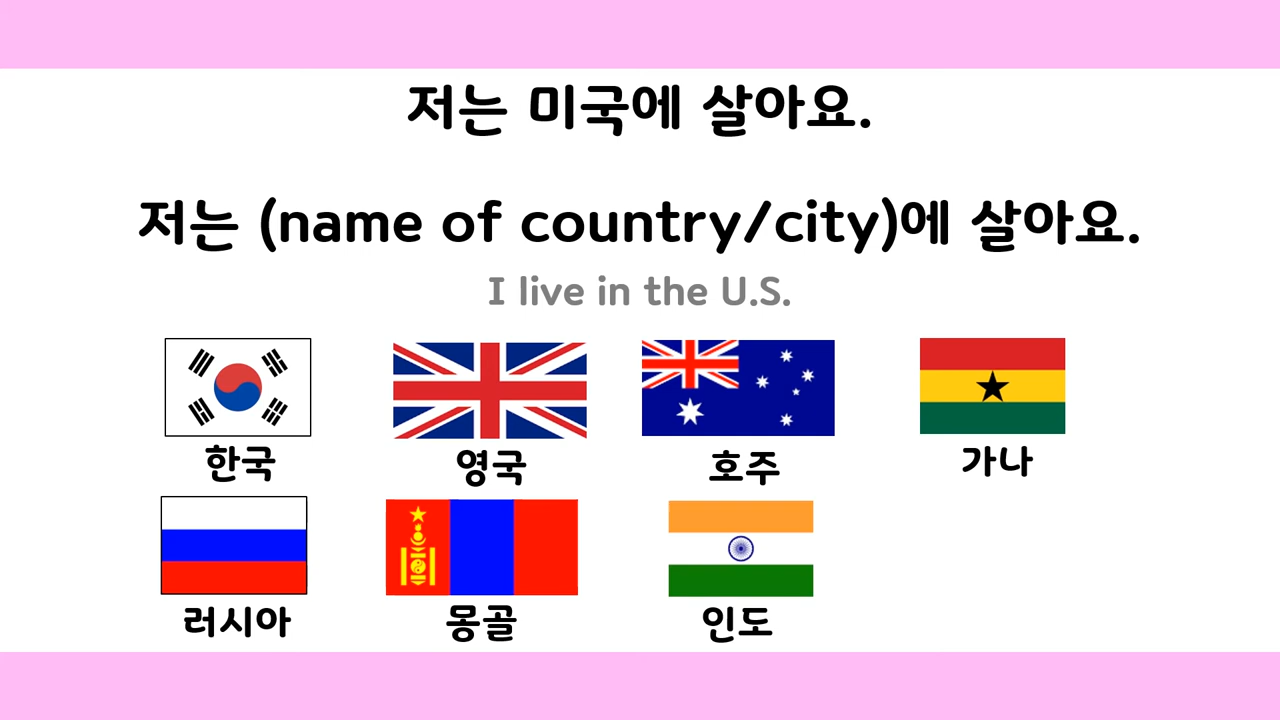 저는 미국에 살아요.
저는 (name of country/city)에 살아요.
I live in the U.S.
한국 영국 호주 가나
러시아 몽골 인도